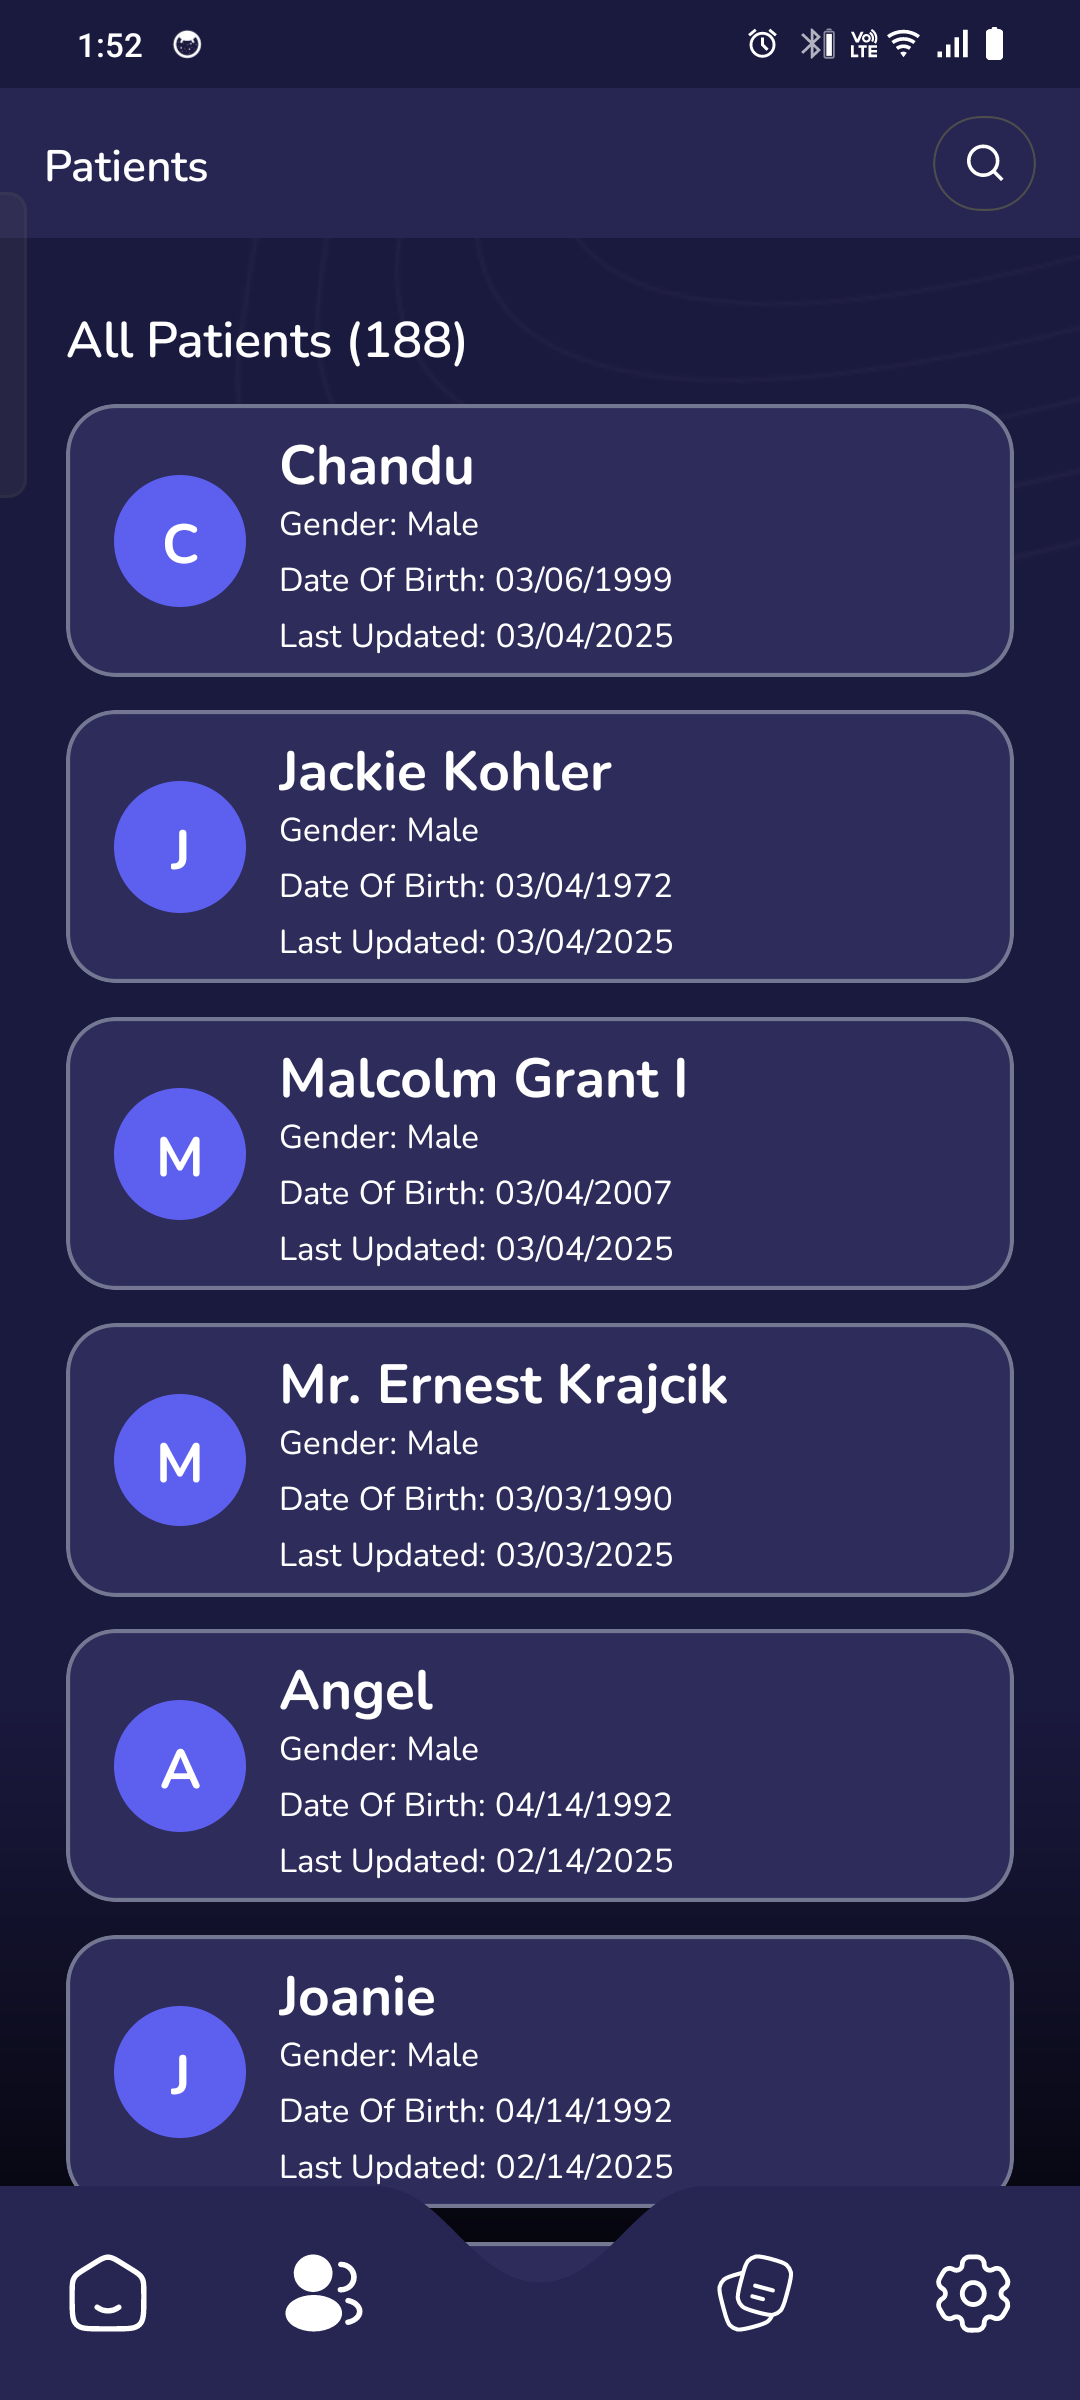 1:52
Vo)) LTE
Patients
All Patients (188)
Chandu
C
Gender: Male
Date Of Birth: 03/06/1999
Last Updated: 03/04/2025
Jackie Kohler
J
Gender: Male
Date Of Birth: 03/04/1972
Last Updated: 03/04/2025
Malcolm Grant I
M
Gender: Male
Date Of Birth: 03/04/2007
Last Updated: 03/04/2025
Mr. Ernest Krajcik
M
Gender: Male
Date Of Birth: 03/03/1990
Last Updated: 03/03/2025
Angel
A
Gender: Male
Date Of Birth: 04/14/1992
Last Updated: 02/14/2025
Joanie
J
Gender: Male
Date Of Birth: 04/14/1992
Last Updated: 02/14/2025